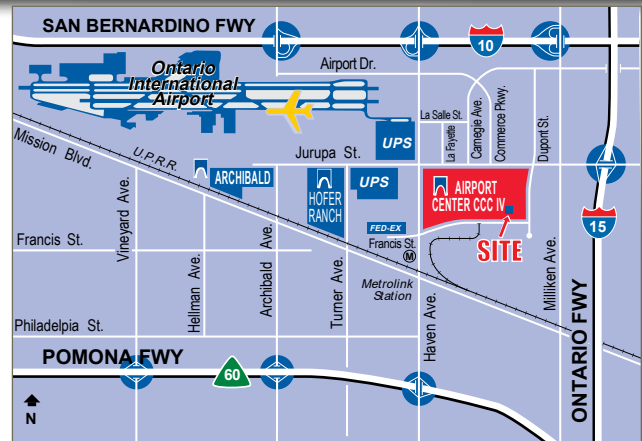 SAN BERNARDINO FWY
10
Airport Dr.
Ontario
International
Airport
La Salle St.
La Fayette
Carnegie Ave.
Commerce Pkwy.
Dupont St.
Mission Blvd.
U.P.R.R.
UPS
Jurupa St.
ARCHIBALD
HOFER
RANCH
UPS
AIRPORT
CENTER CCC IV
15
FED-EX
Francis St.
Francis St.
M
SITE
Vineyard Ave.
Hellman Ave.
Archibald Ave.
Turner Ave.
Metrolink
Station
Haven Ave.
Milliken Ave.
ONTARIO FWY
Philadelpia St.
POMONA FWY
60
N